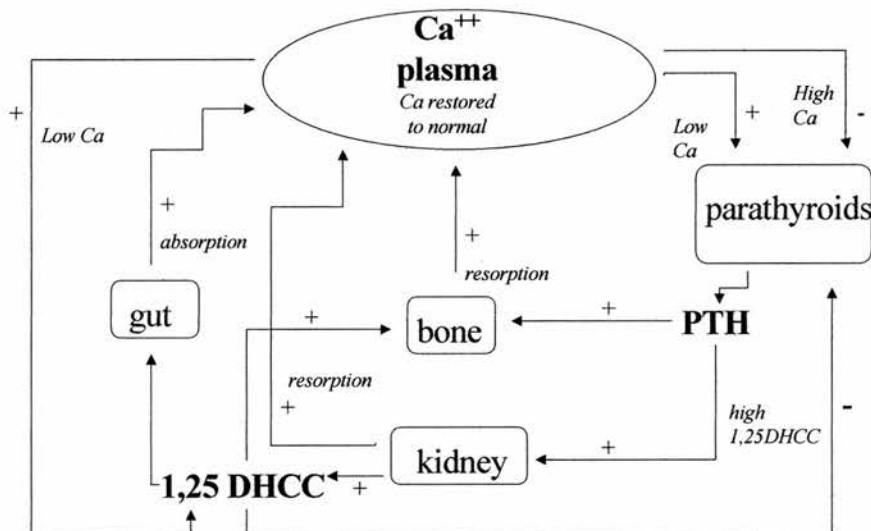 Ca++
plasma
Ca restored
to normal
+
Low Ca
High
Ca
-
+
Low
Ca
parathyroids
+
absorption
+
resorption
gut
+
bone
+
PTH
resorption
+
high
1,25DHCC
-
kidney
+
1,25 DHCC
+